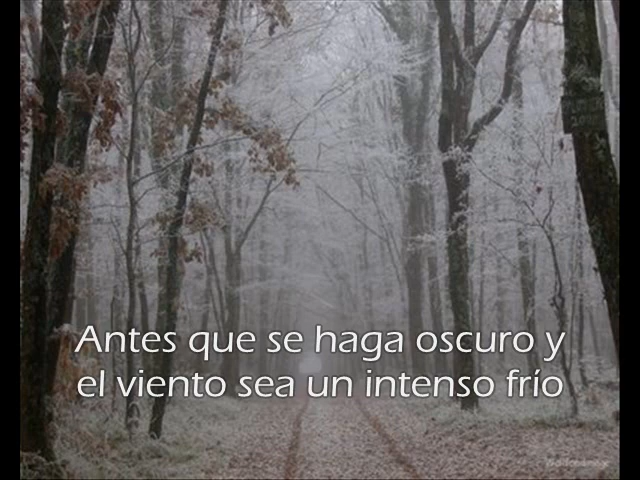 Antes que se haga oscuro y
el viento sea un intenso frío